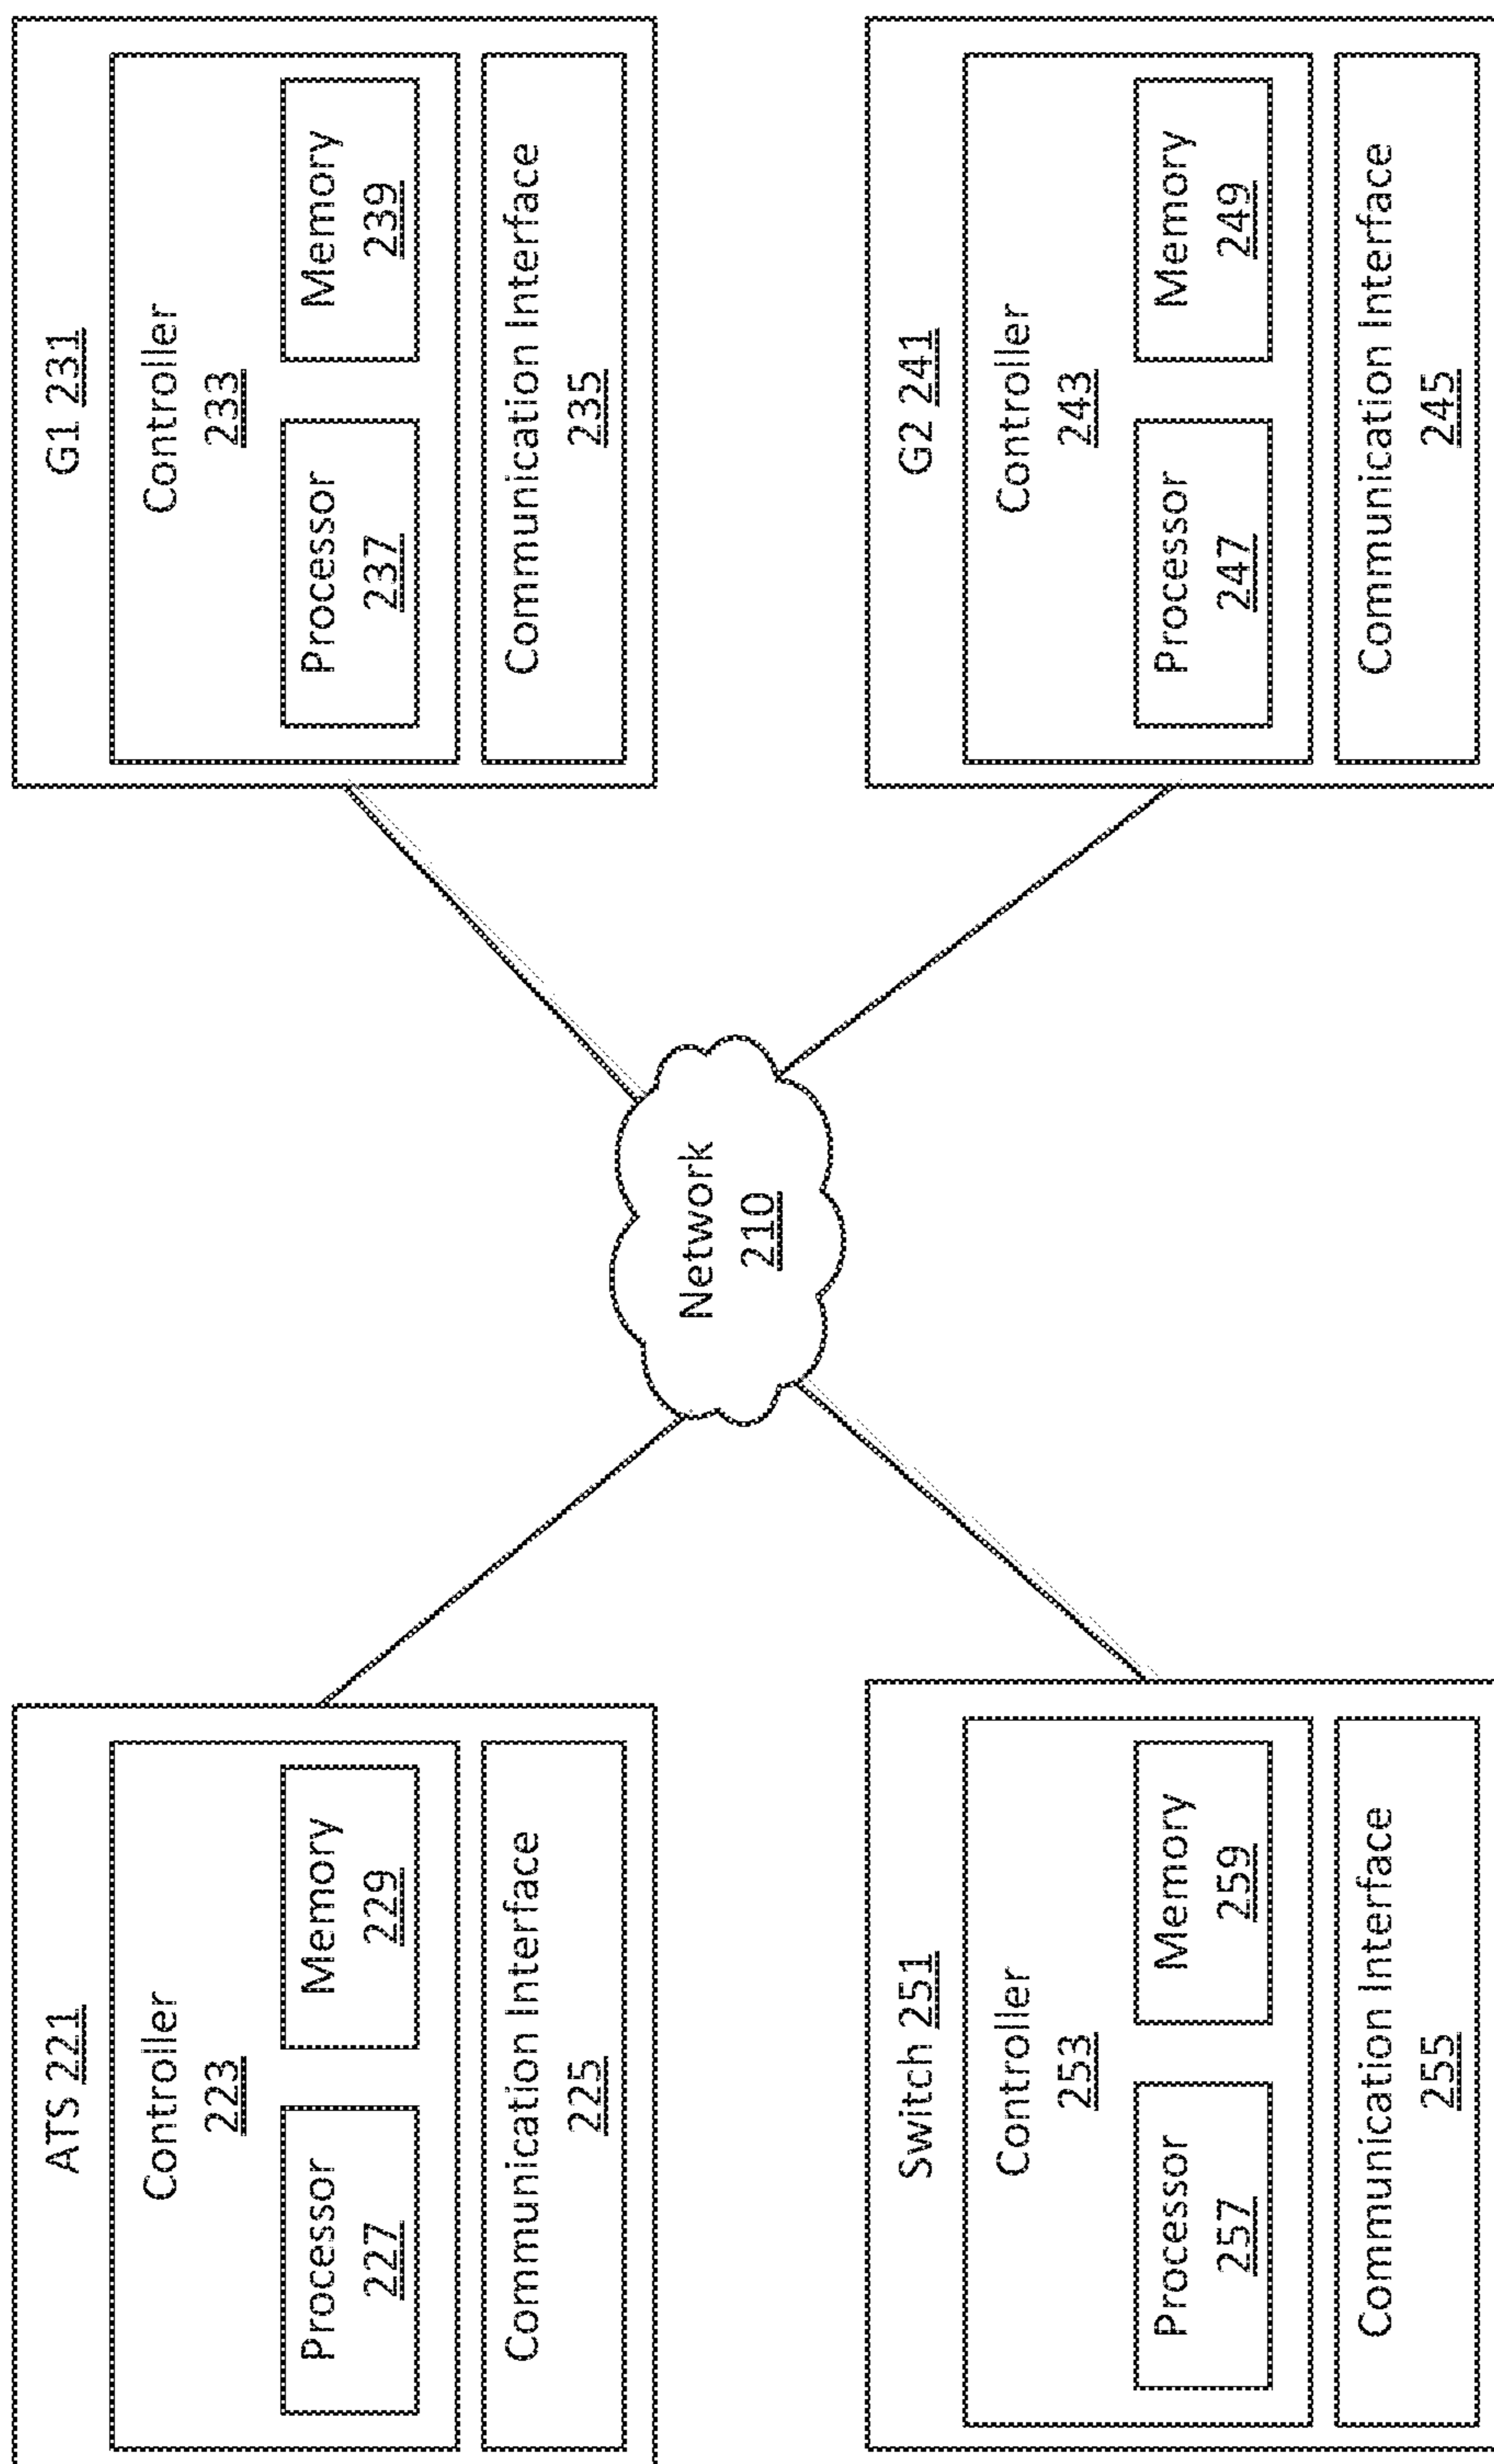 ATS 221
Controller
223
Processor
227
Memory
229
Communication Interface
225
G1 231
Controller
233
Processor
237
Memory
239
Communication Interface
235
Network
210
Switch 251
Controller
253
Processor
257
Memory
259
Communication Interface
255
G2 241
Controller
243
Processor
247
Memory
249
Communication Interface
245